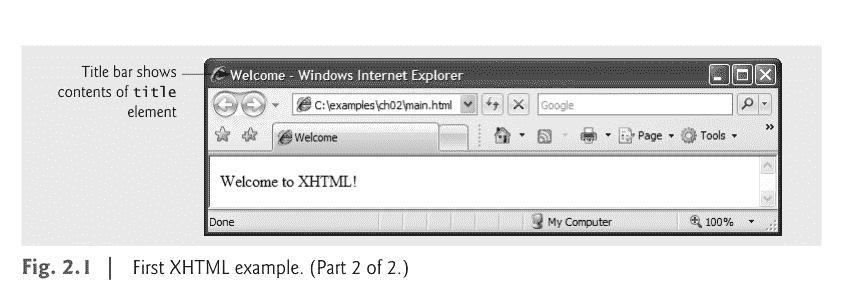 Title bar shows
contents of title
element
Welcome - Windows Internet Explorer
C:\examples\ch02\main.html
Google
Welcome
Page
Tools
»
Welcome to XHTML!
Done
My Computer
100%
Fig. 2.1 | First XHTML example. (Part 2 of 2.)